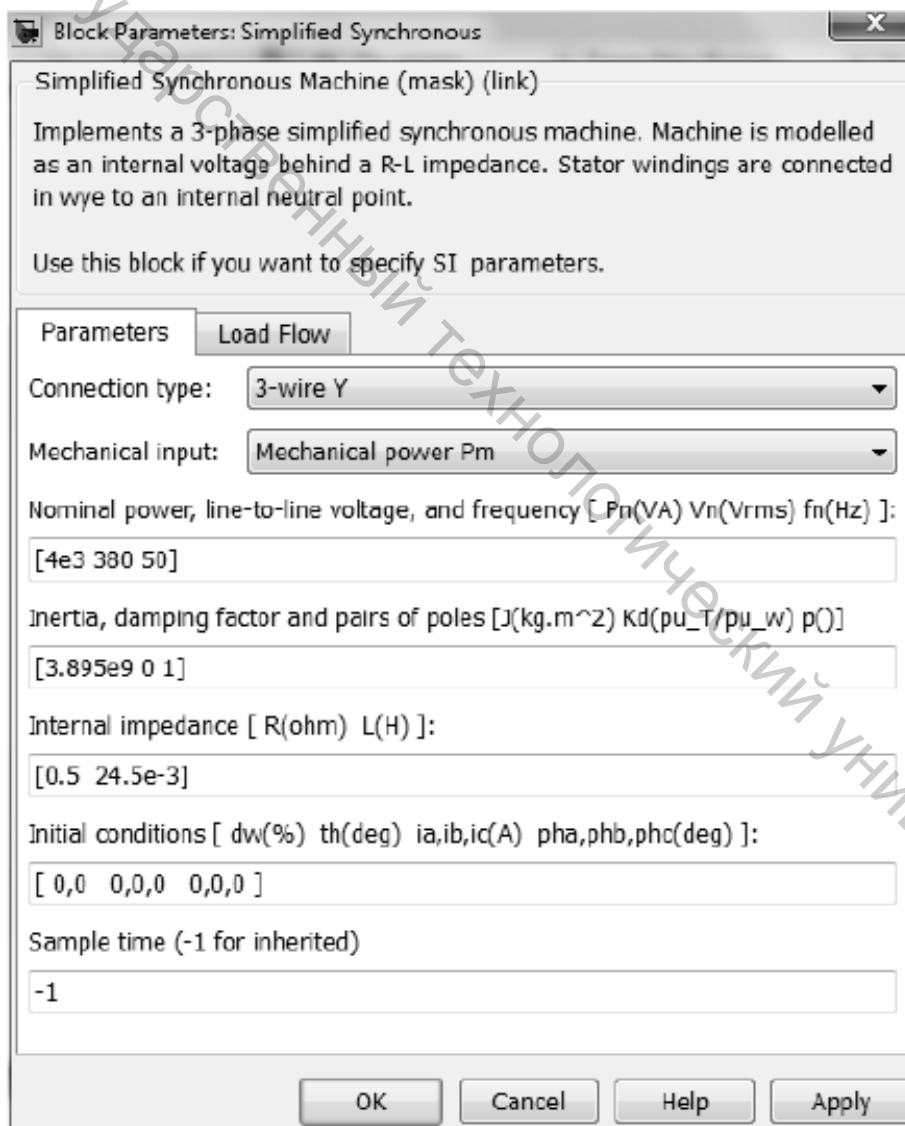 Block Parameters: Simplified Synchronous
Simplified Synchronous Machine (mask) (link)
Implements a 3-phase simplified synchronous machine. Machine is modelled
as an internal voltage behind a R-L impedance. Stator windings are connected
in wye to an internal neutral point.
Use this block if you want to specify SI parameters.
Parameters
Load Flow
Connection type:
3-wire Y
Mechanical input:
Mechanical power Pm
Nominal power, line-to-line voltage, and frequency [ Pn(VA) Vn(Vrms) fn(Hz) ]:
[4e3 380 50]
Inertia, damping factor and pairs of poles [J(kg.m^2) Kd(pu_T/pu_w) p()]
[3.895e9 0 1]
Internal impedance [ R(ohm) L(H) ]:
[0.5 24.5e-3]
Initial conditions [ dw(%) th(deg) ia,ib,ic(A) pha,phb,phc(deg) ]:
[ 0,0 0,0,0 0,0,0 ]
Sample time (-1 for inherited)
-1
OK
Cancel
Help
Apply
технологический